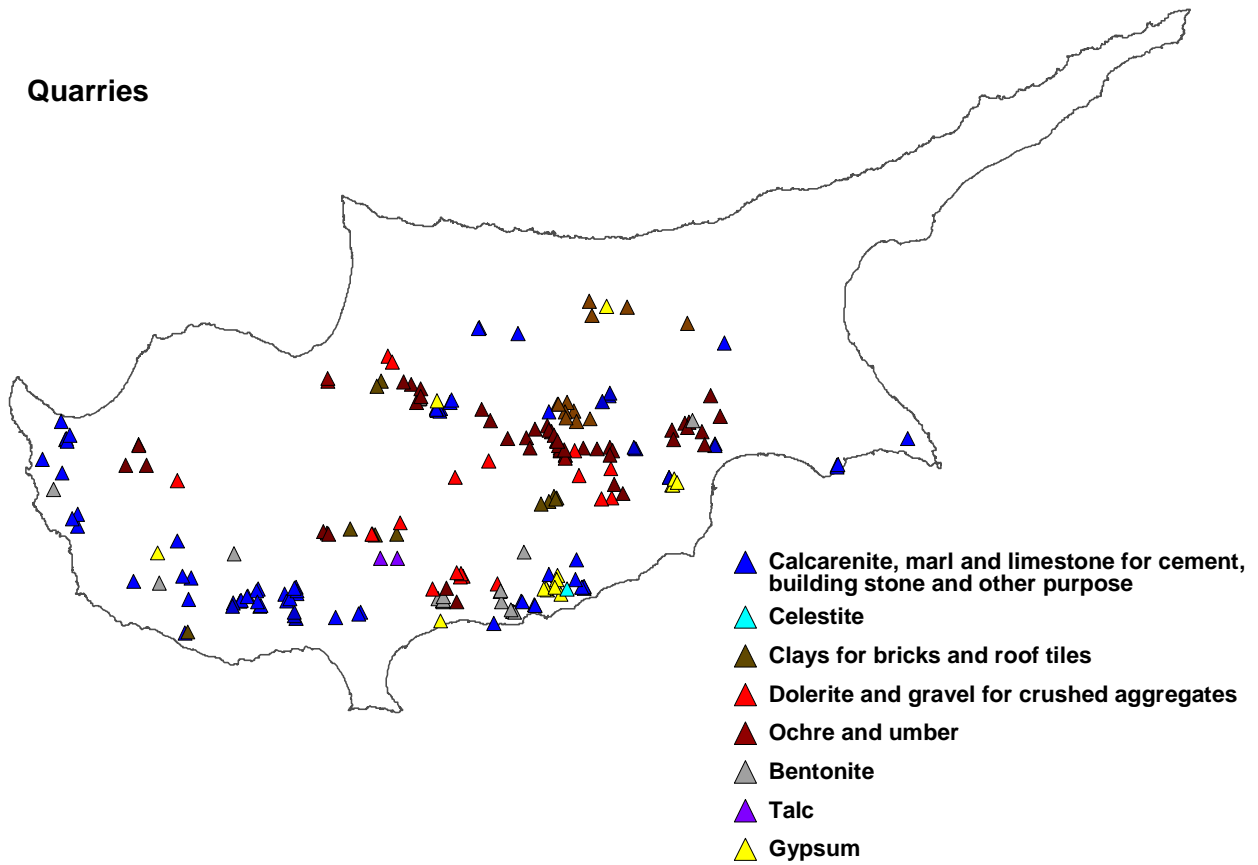 Quarries
Calcarenite, marl and limestone for cement,
building stone and other purpose
Celestite
Clays for bricks and roof tiles
Dolerite and gravel for crushed aggregates
Ochre and umber
Bentonite
Talc
Gypsum